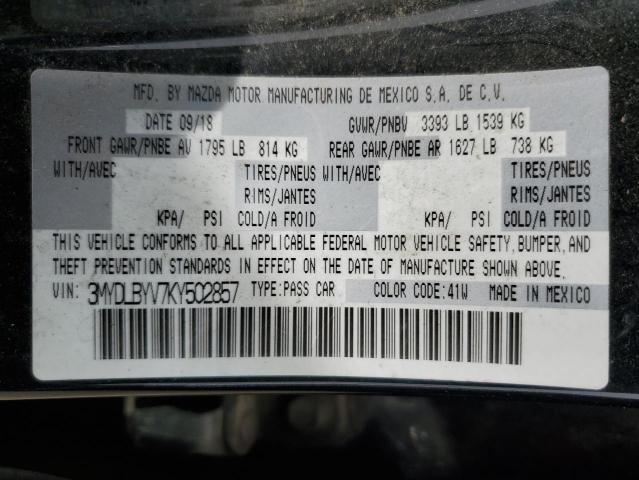 MFD. BY MAZDA MOTOR MANUFACTURING DE MEXICO S.A. DE C.V.
DATE 09/18 GVWR/PNBV 3393 LB 1539 KG
FRONT GAWR/PNBE AV 1795 LB 814 KG REAR GAWR/PNBE AR 1627 LB 738 KG
WITH/AVEC TIRES/PNEUS WITH/AVEC TIRES/PNEUS
RIMS/JANTES RIMS/JANTES
KPA/ PSI COLD/A FROID KPA/ PSI COLD/A FROID
THIS VEHICLE CONFORMS TO ALL APPLICABLE FEDERAL MOTOR VEHICLE SAFETY, BUMPER, AND
THEFT PREVENTION STANDARDS IN EFFECT ON THE DATE OF MANUFACTURE SHOWN ABOVE.
VIN: 3MYDLBYV7KY502857 TYPE:PASS CAR COLOR CODE:41W MADE IN MEXICO